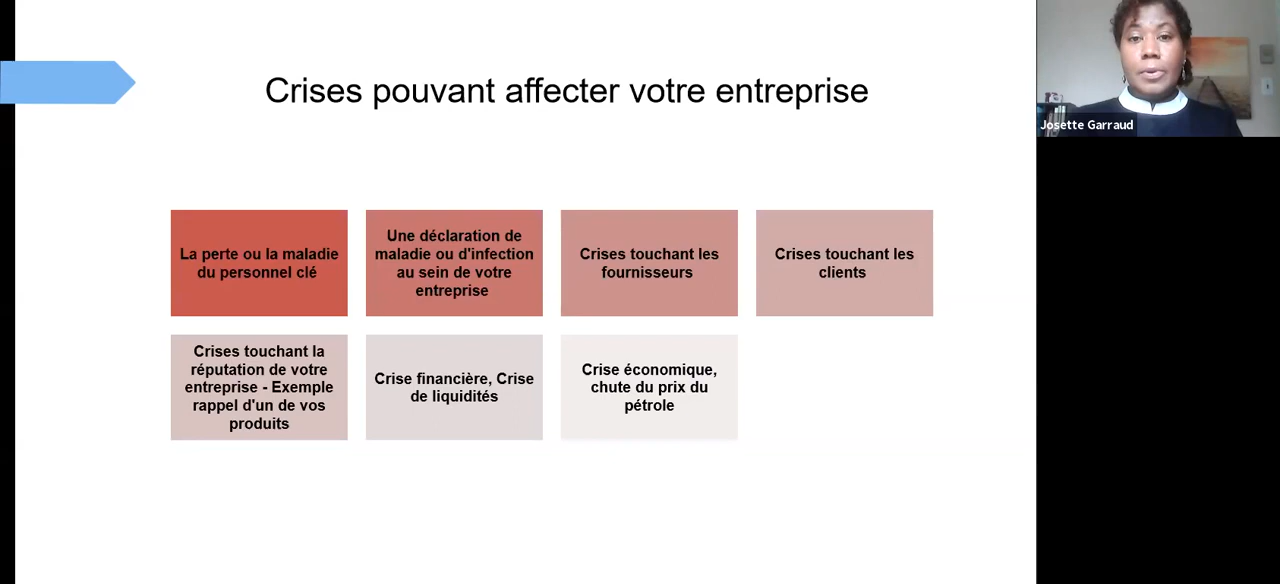 Crises pouvant affecter votre entreprise
Josette Garraud
La perte ou la maladie
du personnel clé
Une déclaration de
maladie ou d'infection
au sein de votre
entreprise
Crises touchant les
fournisseurs
Crises touchant les
clients
Crises touchant la
réputation de votre
entreprise - Exemple
rappel d'un de vos
produits
Crise financière, Crise
de liquidités
Crise économique,
chute du prix du
pétrole